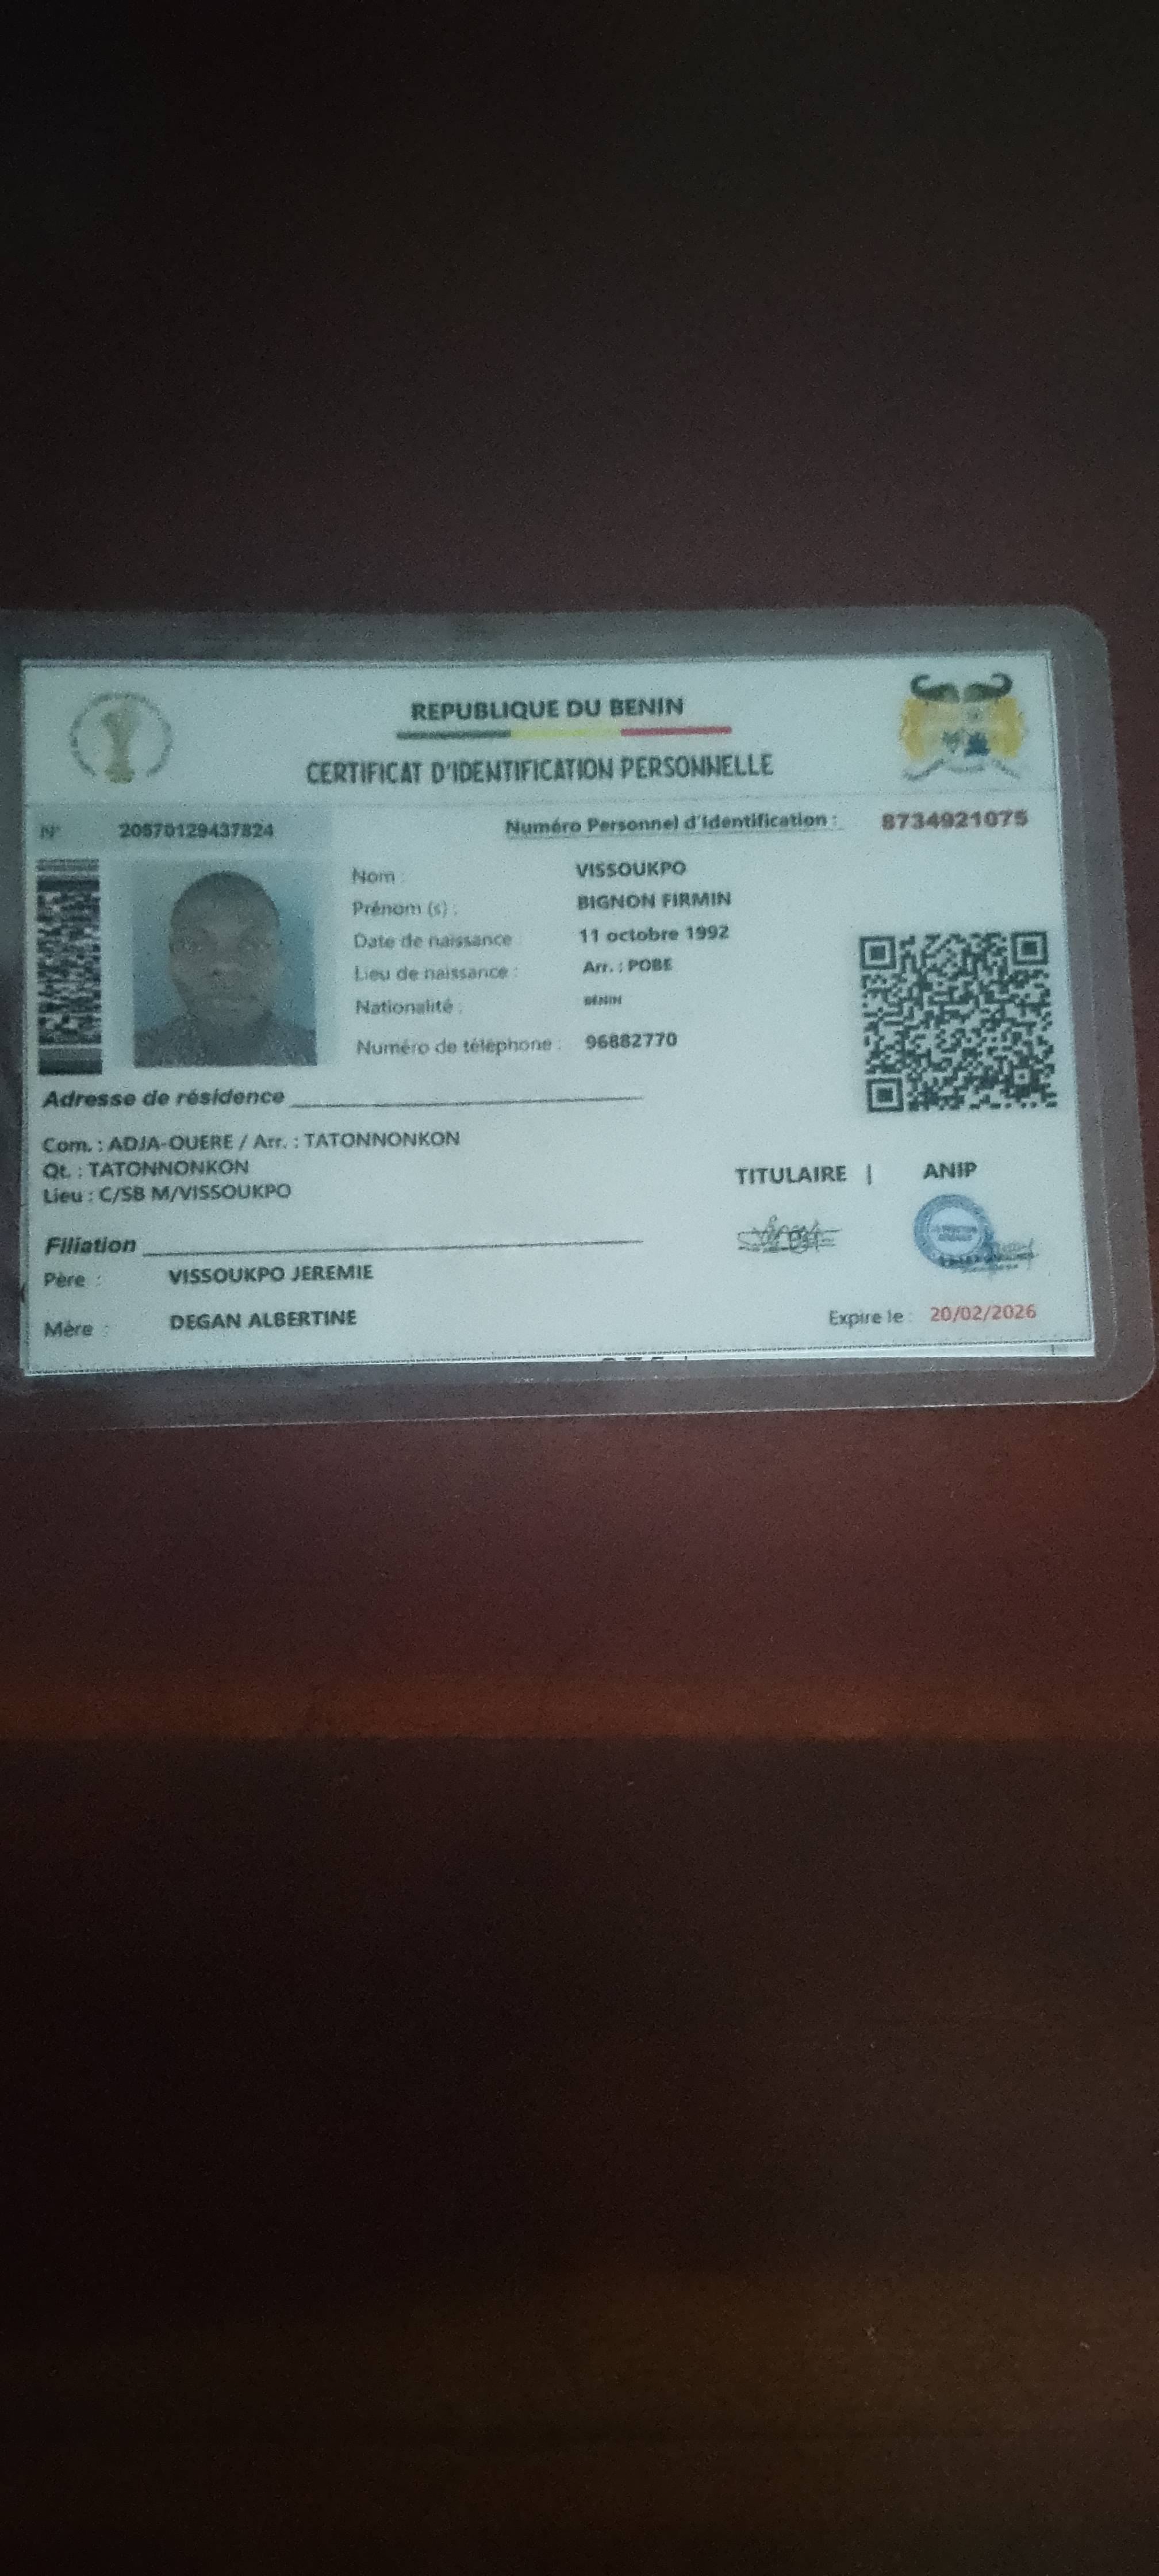 REPUBLIQUE DU BENIN
CERTIFICAT D'IDENTIFICATION PERSONNELLE
N° 20570129437824
Numéro Personnel d'Identification : 8734921075
Nom : VISSOUKPO
Prénom (s) : BIGNON FIRMIN
Date de naissance 11 octobre 1992
Lieu de naissance : Arr. : POBE
Nationalité : BENIN
Numéro de téléphone : 96882770
Adresse de résidence
Com. : ADJA-OUERE / Arr. : TATONNONKON
Qt. : TATONNONKON
Lieu : C/SB M/VISSOUKPO
TITULAIRE | ANIP
Filiation
Père : VISSOUKPO JEREMIE
Mère : DEGAN ALBERTINE
Expire le : 20/02/2026